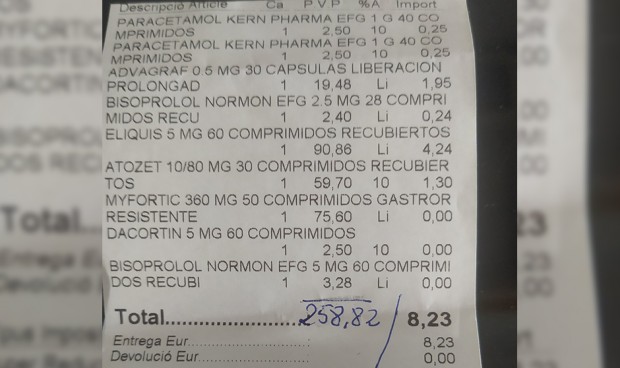 Descripció Article Ca P V P %A Import
PARACETAMOL KERN PHARMA EFG 1 G 40 CO
MPRIMIDOS 1 2,50 10 0,25
PARACETAMOL KERN PHARMA EFG 1 G 40 CO
MPRIMIDOS 1 2,50 10 0,25
ADVAGRAF 0.5 MG 30 CAPSULAS LIBERACION
PROLONGAD 1 19,48 Li 1,95
BISOPROLOL NORMON EFG 2.5 MG 28 COMPRI
MIDOS RECU 1 2,40 Li 0,24
ELIQUIS 5 MG 60 COMPRIMIDOS RECUBIERTOS
1 90,86 Li 4,24
ATOZET 10/80 MG 30 COMPRIMIDOS RECUBIER
TOS 1 59,70 10 1,30
MYFORTIC 360 MG 50 COMPRIMIDOS GASTROR
RESISTENTE 1 75,60 Li 0,00
DACORTIN 5 MG 60 COMPRIMIDOS
1 2,50 10 0,00
BISOPROLOL NORMON EFG 5 MG 60 COMPRIMI
DOS RECUBI 1 3,28 Li 0,00
Total........................258,82 / 8,23
Entrega Eur........................ 8,23
Devolució Eur........................ 0,00